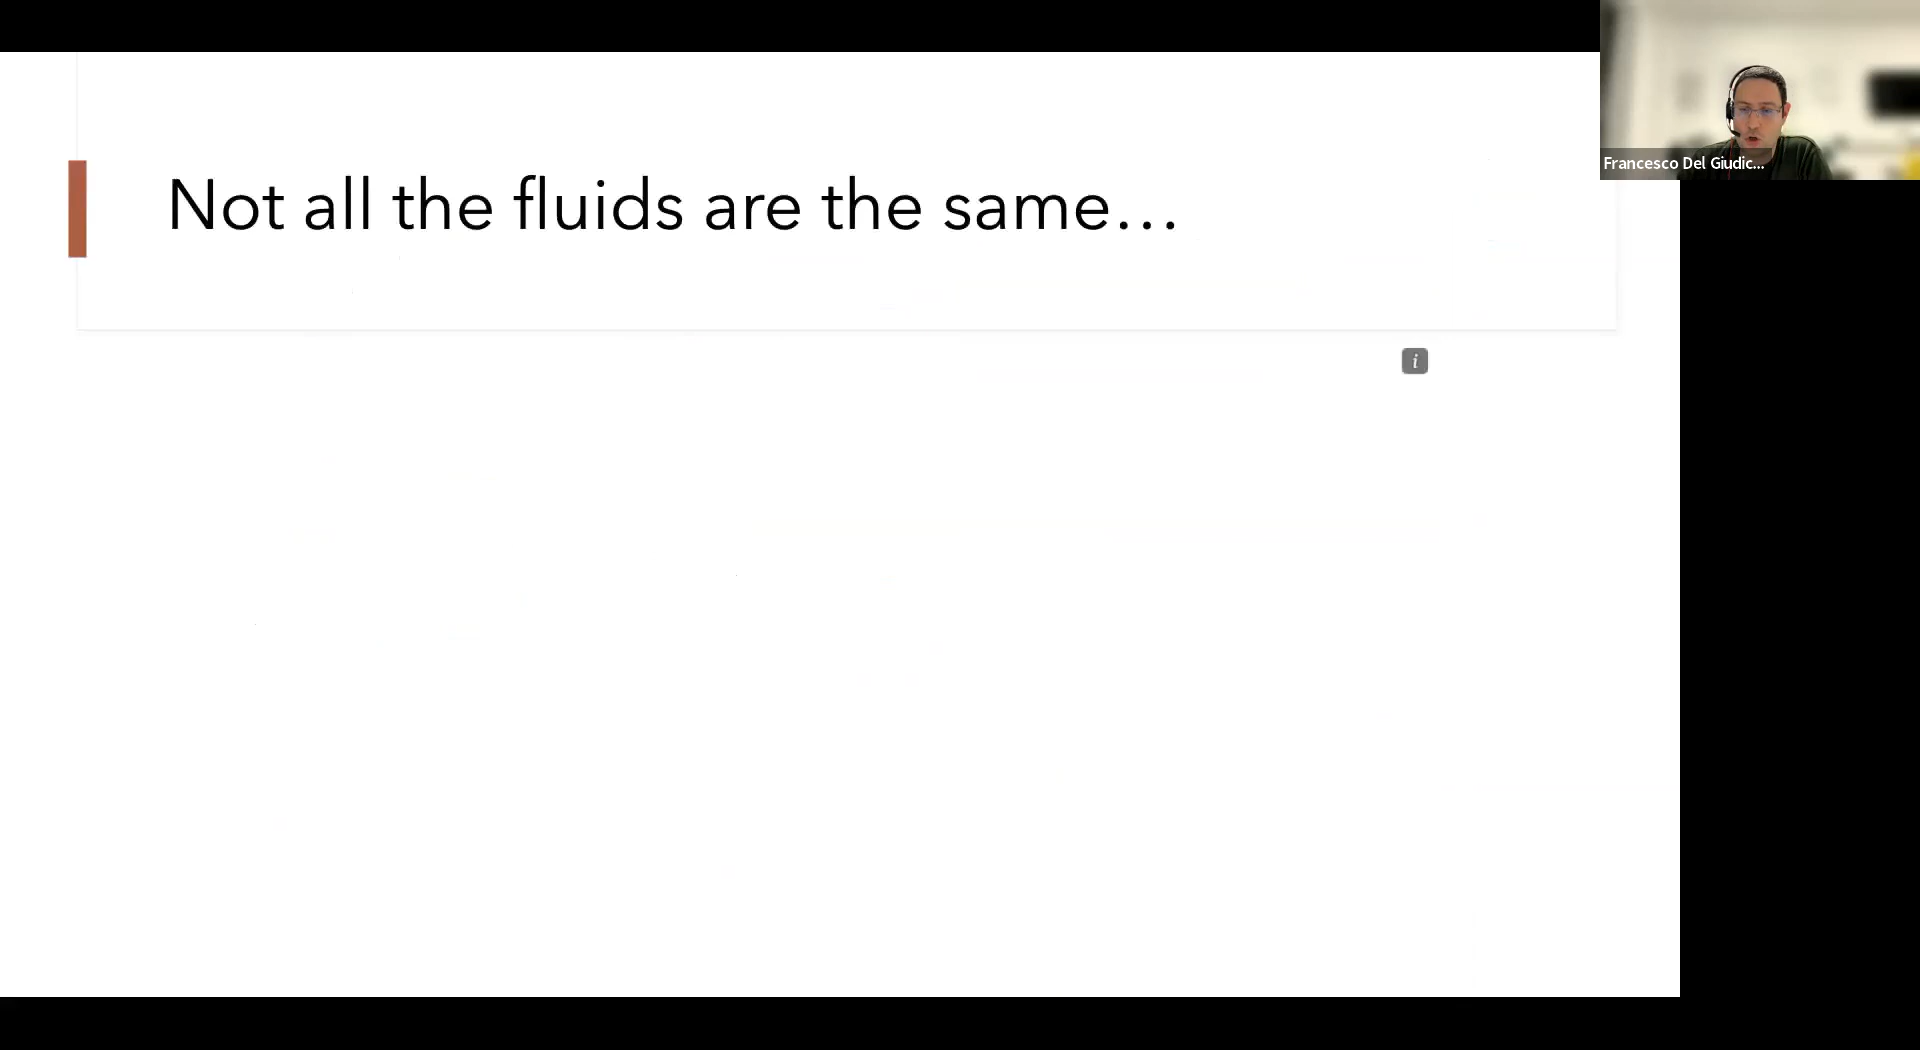 Not all the fluids are the same…
Francesco Del Giudic...
i